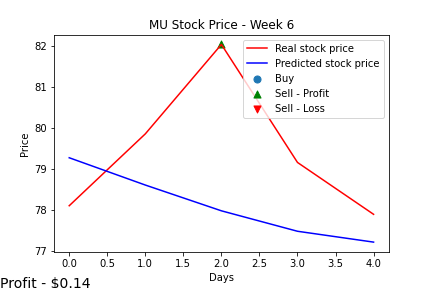 MU Stock Price - Week 6
Real stock price
Predicted stock price
Buy
Sell - Profit
Sell - Loss
Price
82
81
80
79
78
77
0.0 0.5 1.0 1.5 2.0 2.5 3.0 3.5 4.0
Days
Profit - $0.14